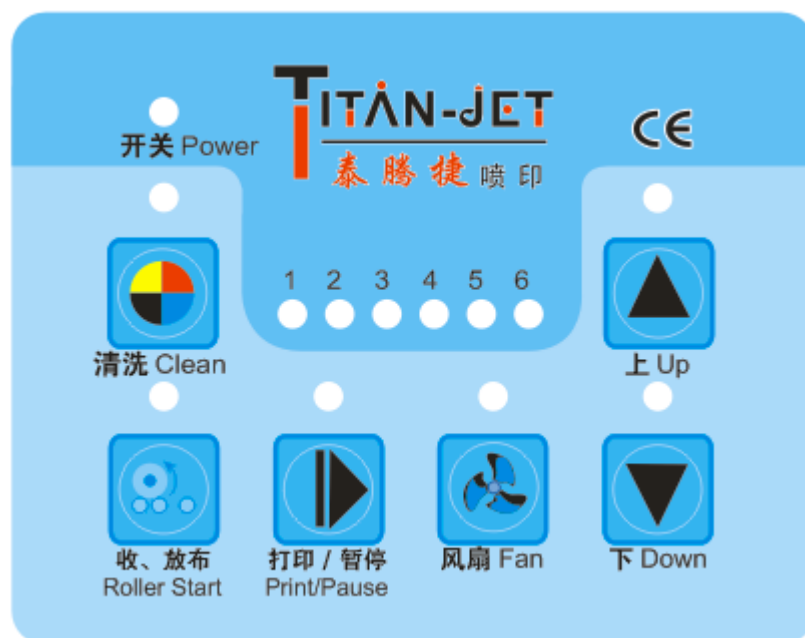 TITAN-JET
CE
开关 Power
泰腾捷喷印
1 2 3 4 5 6
清洗 Clean
上 Up
收、放布
Roller Start
打印 / 暂停
Print/Pause
风扇 Fan
下 Down